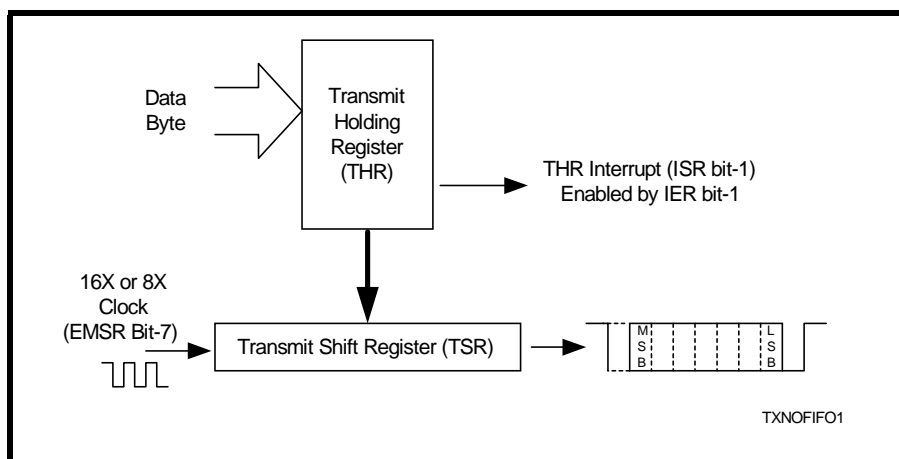 Data
Byte
Transmit
Holding
Register
(THR)
THR Interrupt (ISR bit-1)
Enabled by IER bit-1
16X or 8X
Clock
(EMSR Bit-7)
Transmit Shift Register (TSR)
M
S
B
L
S
B
TXNOFIFO1